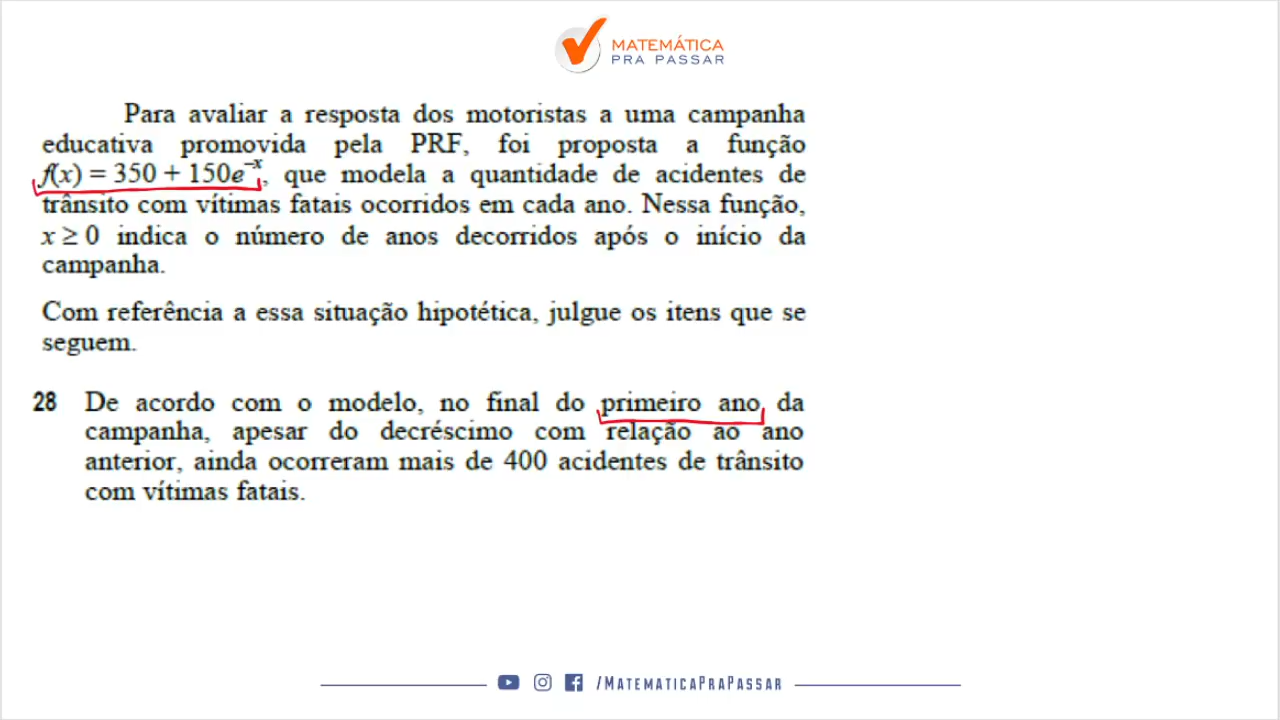 MATEMÁTICA
PRA PASSAR
Para avaliar a resposta dos motoristas a uma campanha
educativa promovida pela PRF, foi proposta a função
f(x) = 350 + 150e⁻ˣ, que modela a quantidade de acidentes de
trânsito com vítimas fatais ocorridos em cada ano. Nessa função,
x ≥ 0 indica o número de anos decorridos após o início da
campanha.
Com referência a essa situação hipotética, julgue os itens que se
seguem.
28 De acordo com o modelo, no final do primeiro ano da
campanha, apesar do decréscimo com relação ao ano
anterior, ainda ocorreram mais de 400 acidentes de trânsito
com vítimas fatais.
/MATEMATICAPRAPASSAR